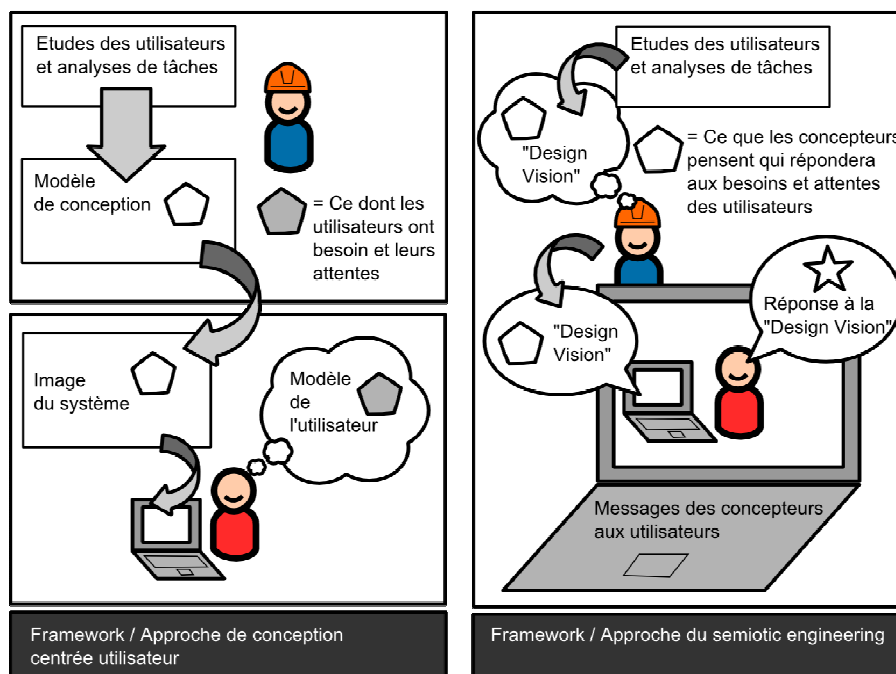 Etudes des utilisateurs
et analyses de tâches
Modèle
de conception
= Ce dont les
utilisateurs ont
besoin et leurs
attentes
Image
du système
Modèle
de
l'utilisateur
Framework / Approche de conception
centrée utilisateur
Etudes des utilisateurs
et analyses de tâches
"Design
Vision"
= Ce que les concepteurs
pensent qui répondera
aux besoins et attentes
des utilisateurs
"Design
Vision"
Réponse à la
"Design Vision"
Messages des concepteurs
aux utilisateurs
Framework / Approche du semiotic engineering